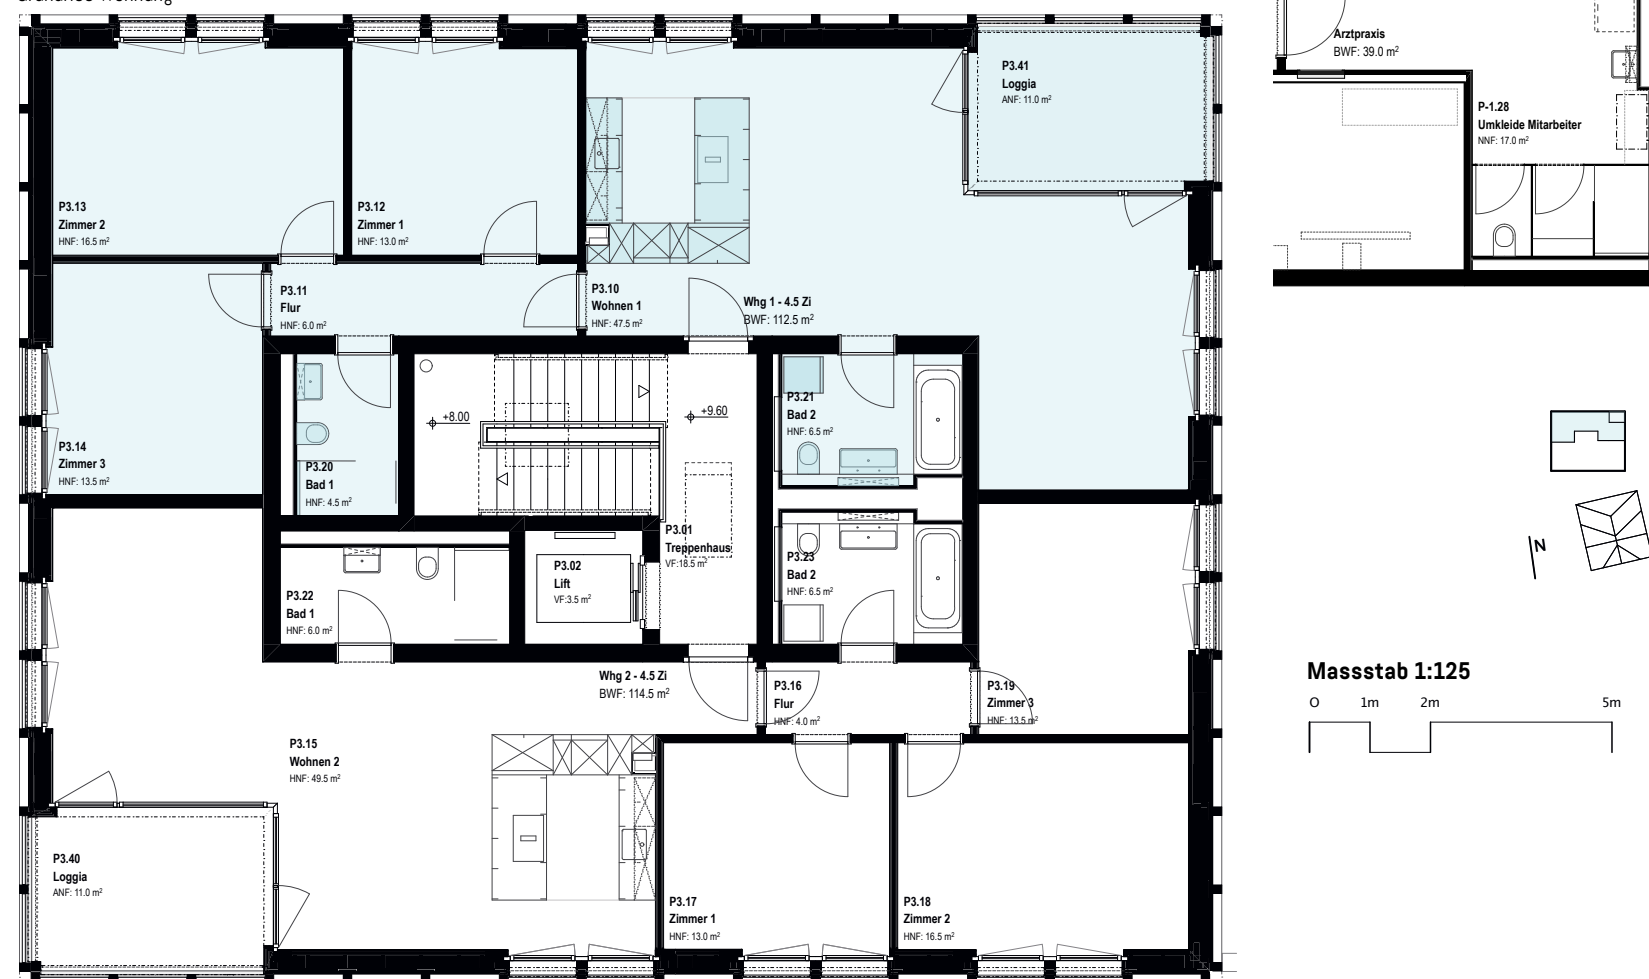 Grundriss Wohnung
P3.41
Loggia
ANF: 11.0 m²
Arztpraxis
BWF: 39.0 m²
P-1.28
Umkleide Mitarbeiter
NNF: 17.0 m²
P3.13
Zimmer 2
HNF: 16.5 m²
P3.12
Zimmer 1
HNF: 13.0 m²
P3.11
Flur
HNF: 6.0 m²
P3.10
Wohnen 1
HNF: 47.5 m²
Whg 1 - 4.5 Zi
BWF: 112.5 m²
P3.14
Zimmer 3
HNF: 13.5 m²
P3.20
Bad 1
HNF: 4.5 m²
+8.00
+9.60
P3.21
Bad 2
HNF: 6.5 m²
P3.01
Treppenhaus
VF:18.5 m²
P3.02
Lift
VF:3.5 m²
P3.23
Bad 2
HNF: 6.5 m²
P3.22
Bad 1
HNF: 6.0 m²
N
Whg 2 - 4.5 Zi
BWF: 114.5 m²
P3.16
Flur
HNF: 4.0 m²
P3.19
Zimmer 3
HNF: 13.5 m²
Massstab 1:125
0 1m 2m 5m
P3.15
Wohnen 2
HNF: 49.5 m²
P3.40
Loggia
ANF: 11.0 m²
P3.17
Zimmer 1
HNF: 13.0 m²
P3.18
Zimmer 2
HNF: 16.5 m²